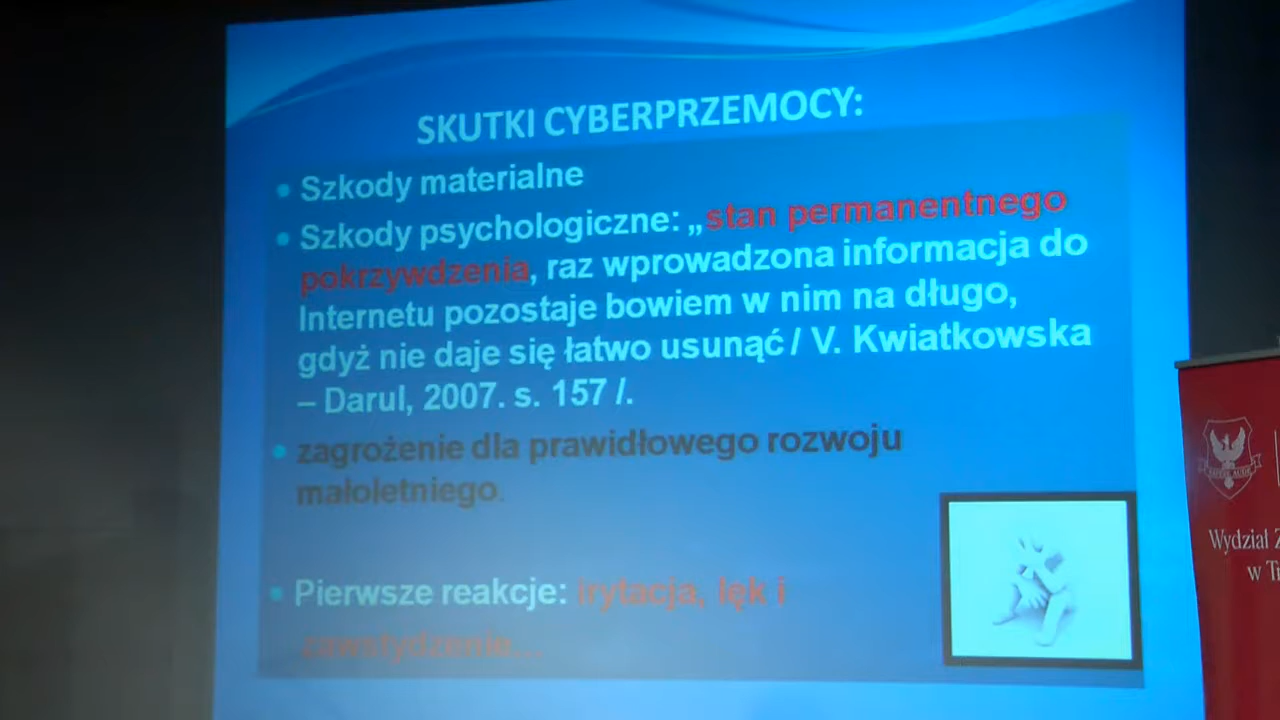 SKUTKI CYBERPRZEMOCY:
• Szkody materialne
• Szkody psychologiczne: „stan permanentnego
pokrzywdzenia, raz wprowadzona informacja do
Internetu pozostaje bowiem w nim na długo,
gdyż nie daje się łatwo usunąć / V. Kwiatkowska
– Darul, 2007. s. 157 /.
• zagrożenie dla prawidłowego rozwoju
małoletniego.
• Pierwsze reakcje: irytacja, lęk i
zawstydzenie...
Wydział
w